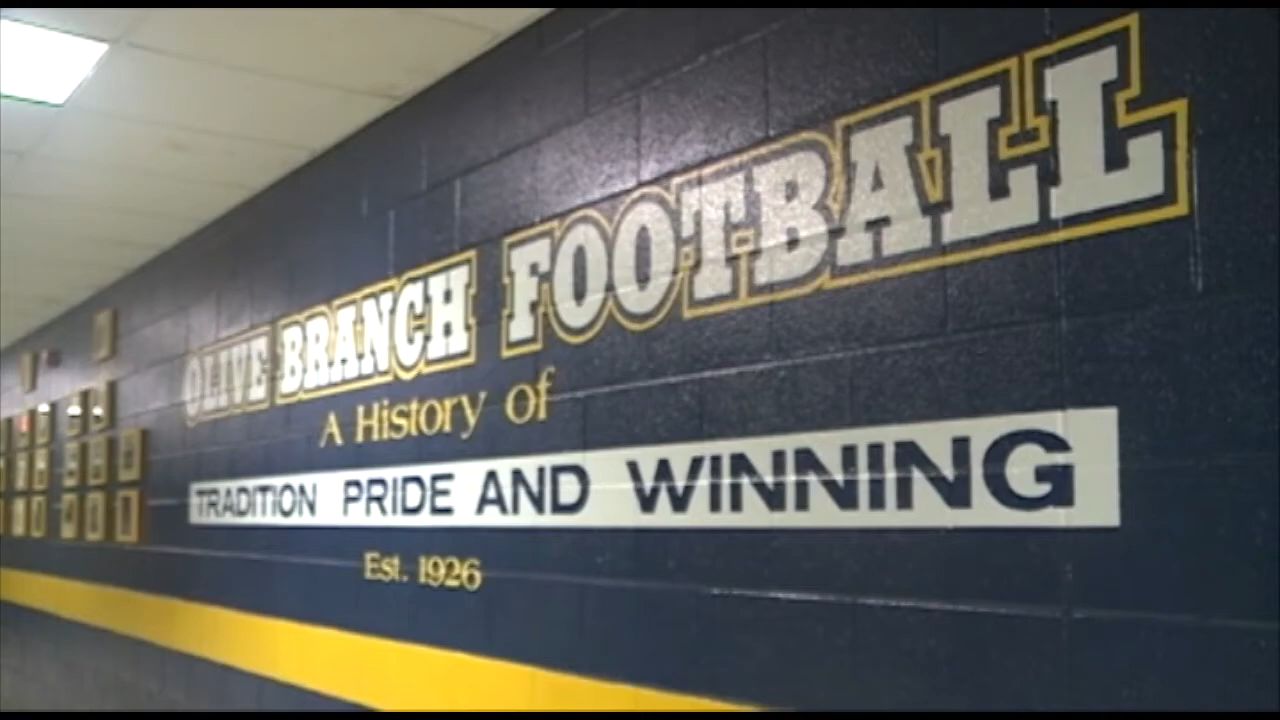 OLIVE BRANCH FOOTBALL
A History of
TRADITION PRIDE AND WINNING
Est. 1926